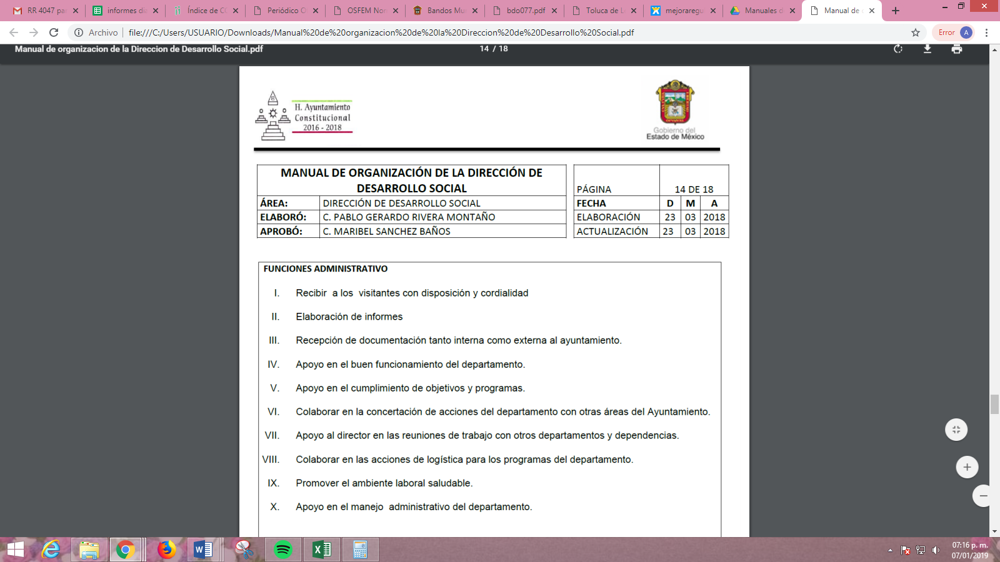 RR 4047 pa
informes di
Índice de C
Periódico O
OSFEM Nor
Bandos Mu
bdo077.pdf
Toluca de L
mejoraregu
Manuales d
Manual de
Archivo
file:///C:/Users/USUARIO/Downloads/Manual%20de%20organizacion%20de%20la%20Direccion%20de%20Desarrollo%20Social.pdf
Error A
Manual de organizacion de la Direccion de Desarrollo Social.pdf
14 / 18
H. Ayuntamiento
Constitucional
2016 - 2018
Gobierno del
Estado de México
MANUAL DE ORGANIZACIÓN DE LA DIRECCIÓN DE
DESARROLLO SOCIAL
ÁREA: DIRECCIÓN DE DESARROLLO SOCIAL
ELABORÓ: C. PABLO GERARDO RIVERA MONTAÑO
APROBÓ: C. MARIBEL SANCHEZ BAÑOS
PÁGINA 14 DE 18
FECHA D M A
ELABORACIÓN 23 03 2018
ACTUALIZACIÓN 23 03 2018
FUNCIONES ADMINISTRATIVO
I. Recibir a los visitantes con disposición y cordialidad
II. Elaboración de informes
III. Recepción de documentación tanto interna como externa al ayuntamiento.
IV. Apoyo en el buen funcionamiento del departamento.
V. Apoyo en el cumplimiento de objetivos y programas.
VI. Colaborar en la concertación de acciones del departamento con otras áreas del Ayuntamiento.
VII. Apoyo al director en las reuniones de trabajo con otros departamentos y dependencias.
VIII. Colaborar en las acciones de logística para los programas del departamento.
IX. Promover el ambiente laboral saludable.
X. Apoyo en el manejo administrativo del departamento.
07:16 p. m.
07/01/2019